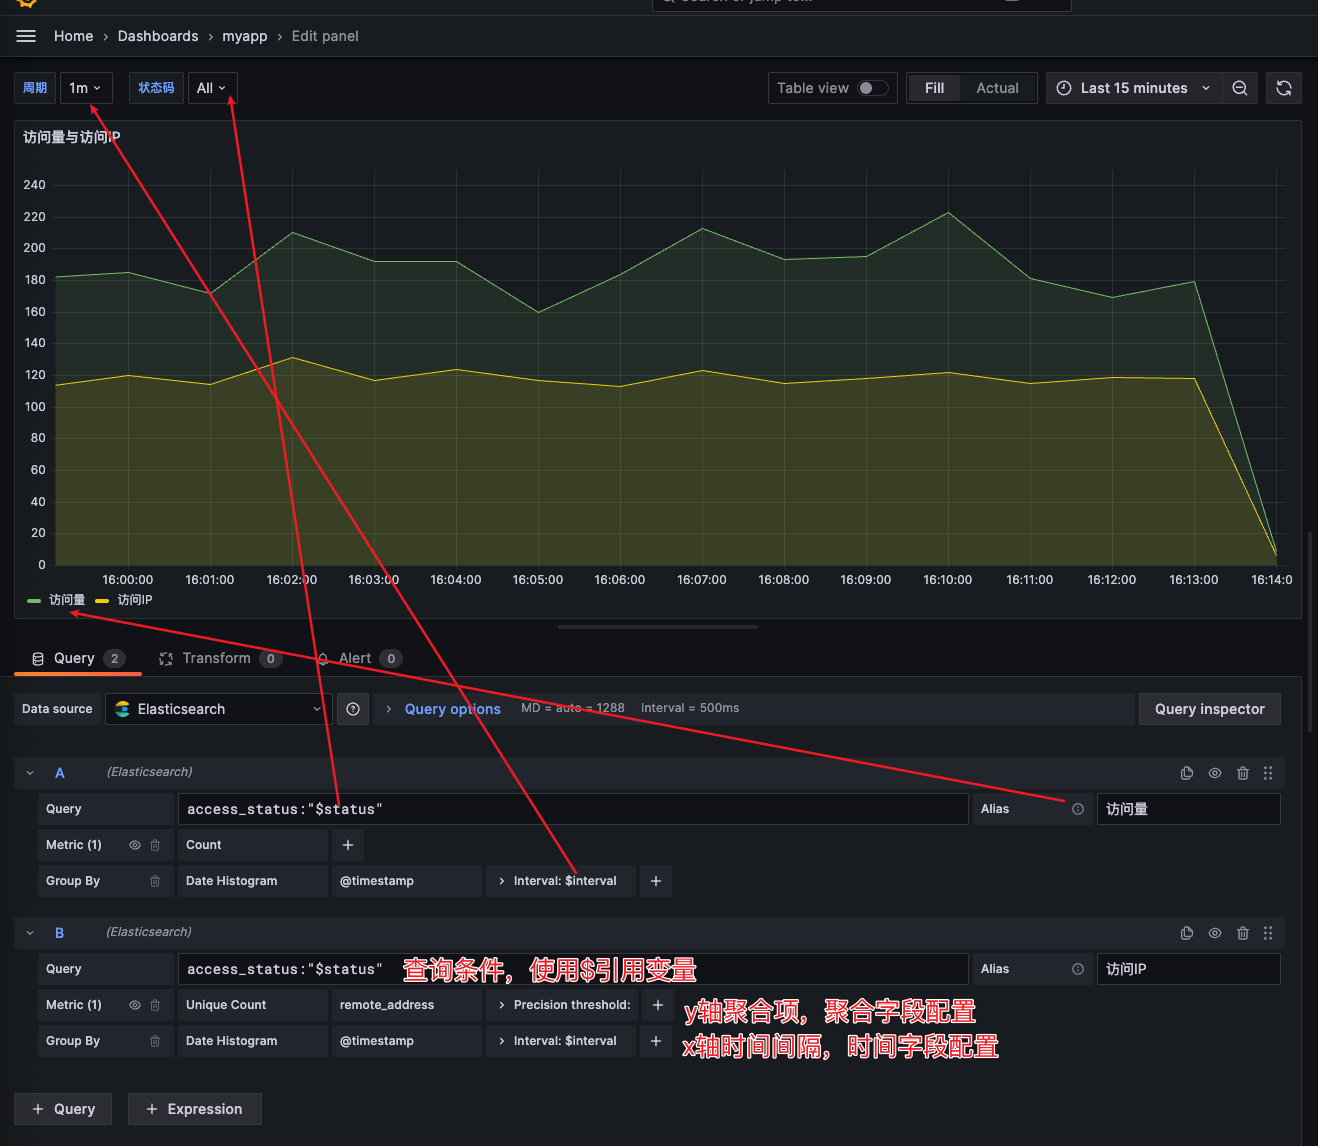 Search or jump to...
Home › Dashboards › myapp › Edit panel
周期 1m 状态码 All Table view Fill Actual Last 15 minutes
访问量与访问IP
240
220
200
180
160
140
120
100
80
60
40
20
0
16:00:00 16:01:00 16:02:00 16:03:00 16:04:00 16:05:00 16:06:00 16:07:00 16:08:00 16:09:00 16:10:00 16:11:00 16:12:00 16:13:00 16:14:0
访问量 访问IP
Query 2 Transform 0 Alert 0
Data source Elasticsearch Query options MD = auto = 1288 Interval = 500ms Query inspector
A (Elasticsearch)
Query access_status:"$status" Alias 访问量
Metric (1) Count +
Group By Date Histogram @timestamp Interval: $interval +
B (Elasticsearch)
Query access_status:"$status" 查询条件，使用$引用变量 Alias 访问IP
Metric (1) Unique Count remote_address Precision threshold: + y轴聚合项，聚合字段配置
Group By Date Histogram @timestamp Interval: $interval + x轴时间间隔，时间字段配置
+ Query + Expression